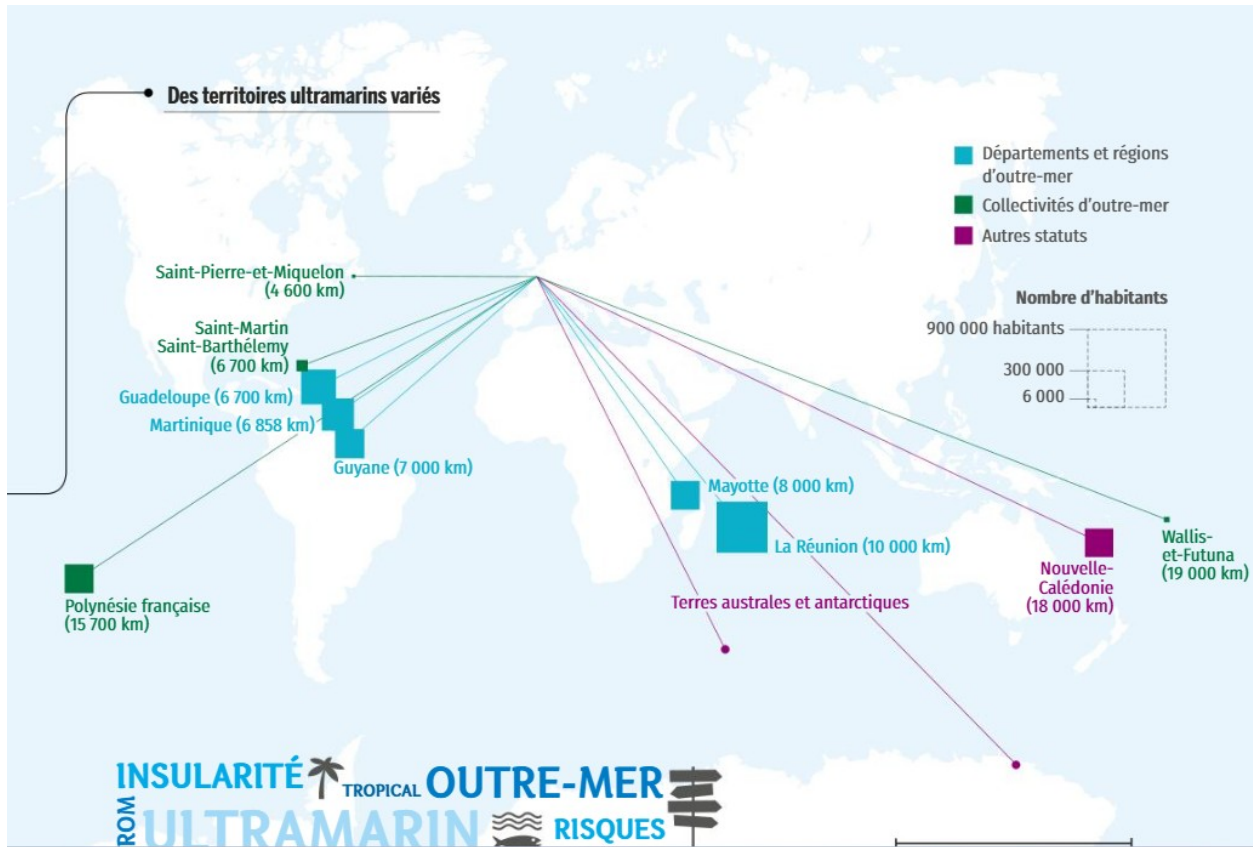 Des territoires ultramarins variés
Départements et régions
d'outre-mer
Collectivités d'outre-mer
Autres statuts
Nombre d'habitants
900 000 habitants
300 000
6 000
Saint-Pierre-et-Miquelon
(4 600 km)
Saint-Martin
Saint-Barthélemy
(6 700 km)
Guadeloupe (6 700 km)
Martinique (6 858 km)
Guyane (7 000 km)
Polynésie française
(15 700 km)
Mayotte (8 000 km)
La Réunion (10 000 km)
Terres australes et antarctiques
Nouvelle-
Calédonie
(18 000 km)
Wallis-
et-Futuna
(19 000 km)
INSULARITÉ
TROPICAL
OUTRE-MER
ROM
ULTRAMARIN
RISQUES